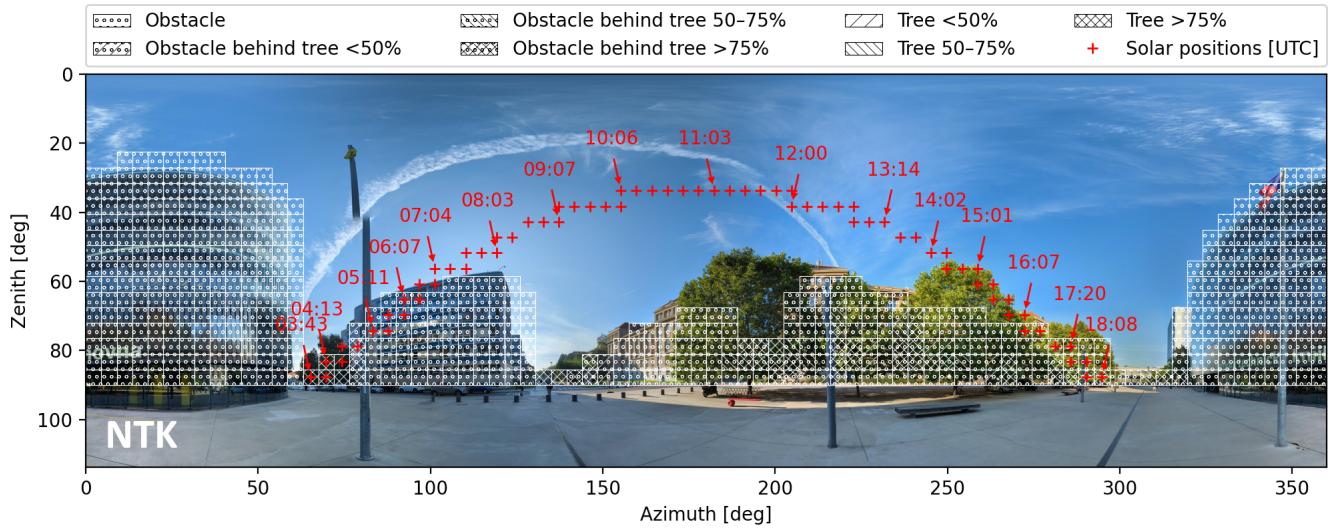 Obstacle
Obstacle behind tree <50%
Obstacle behind tree 50–75%
Obstacle behind tree >75%
Tree <50%
Tree 50–75%
Tree >75%
Solar positions [UTC]
Zenith [deg]
0
20
40
60
80
100
03:43
04:13
05:11
06:07
07:04
08:03
09:07
10:06
11:03
12:00
13:14
14:02
15:01
16:07
17:20
18:08
NTK
0
50
100
150
200
250
300
350
Azimuth [deg]